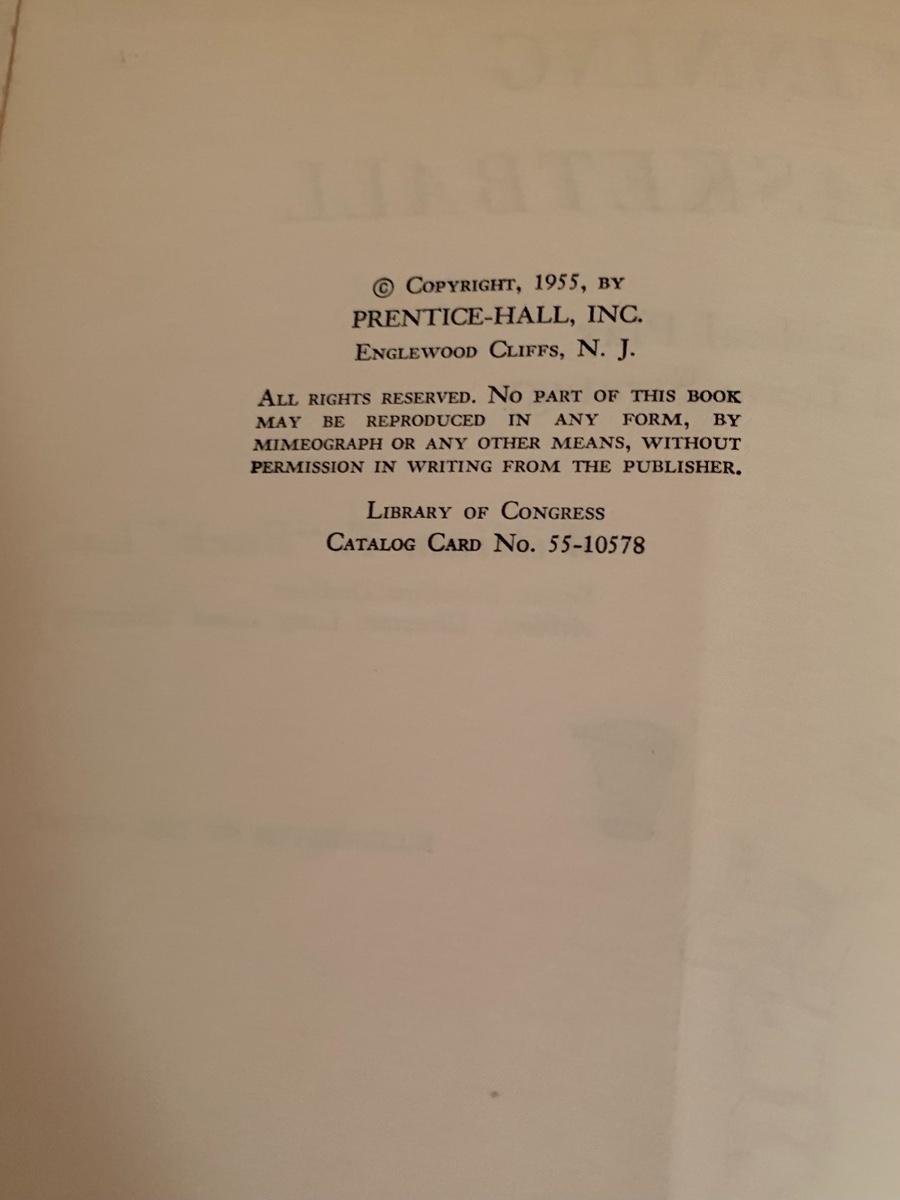 © Copyright, 1955, by
PRENTICE-HALL, INC.
Englewood Cliffs, N. J.
All rights reserved. No part of this book
may be reproduced in any form, by
mimeograph or any other means, without
permission in writing from the publisher.
Library of Congress
Catalog Card No. 55-10578